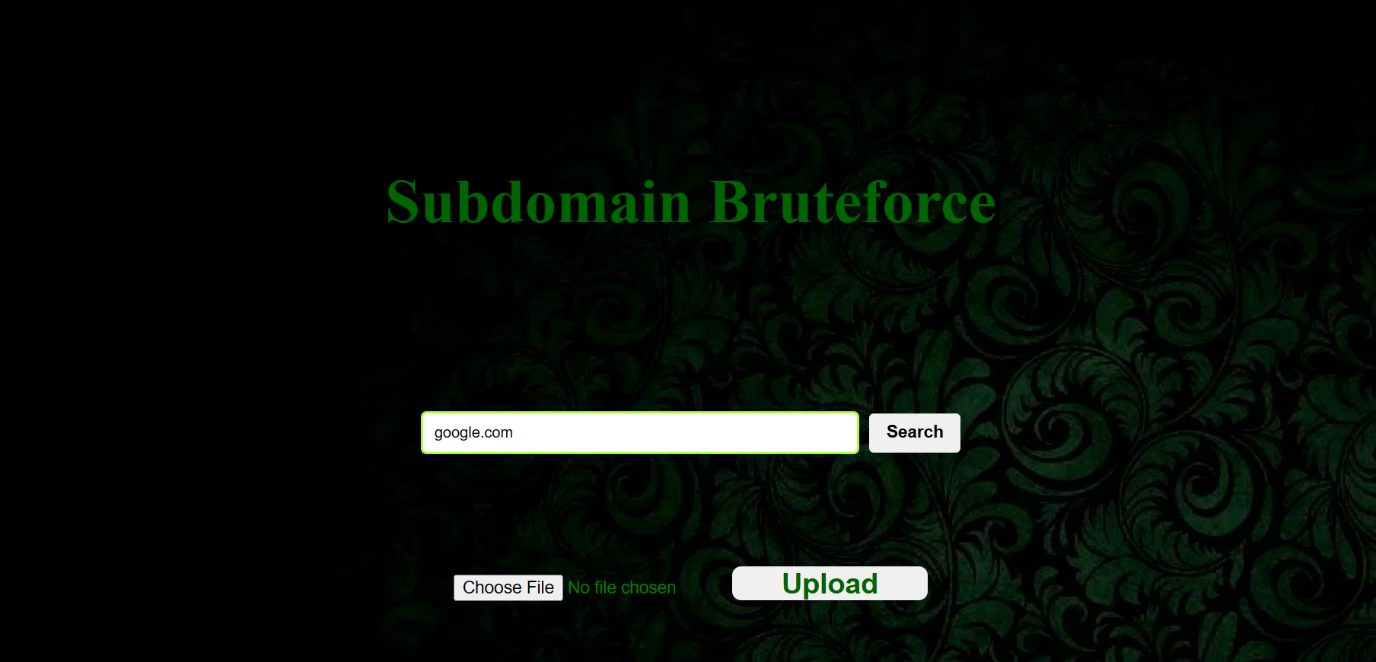 Subdomain Bruteforce
google.com Search
Choose File No file chosen Upload